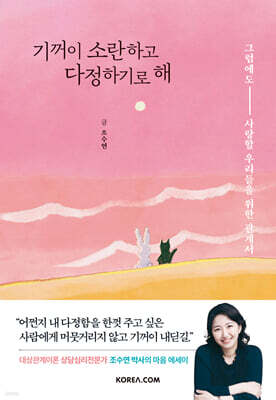 기꺼이 소란하고
다정하기로 해
글 조수연
그럼에도 — 사랑할 우리들을 위한 관계서
“어쩐지 내 다정함을 한껏 주고 싶은
사람에게 머뭇거리지 않고 기꺼이 내딛길.”
대상관계이론 상담심리전문가 조수연 박사의 마음 에세이
KOREA.COM